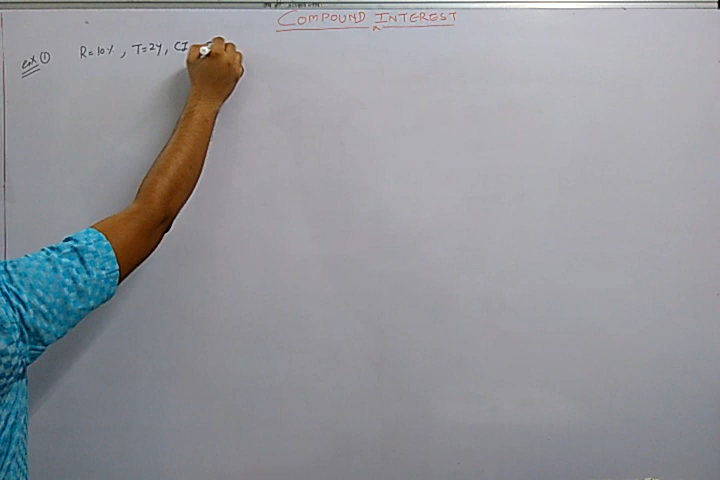 COMPOUND INTEREST
ex ① R=10%, T=2y, CI